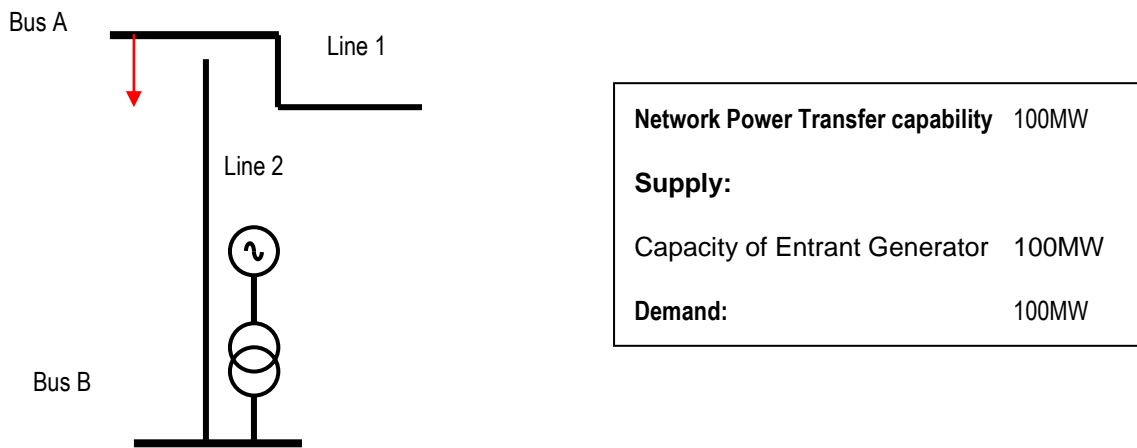 Bus A
Line 1
Line 2
Bus B
Network Power Transfer capability 100MW
Supply:
Capacity of Entrant Generator 100MW
Demand: 100MW